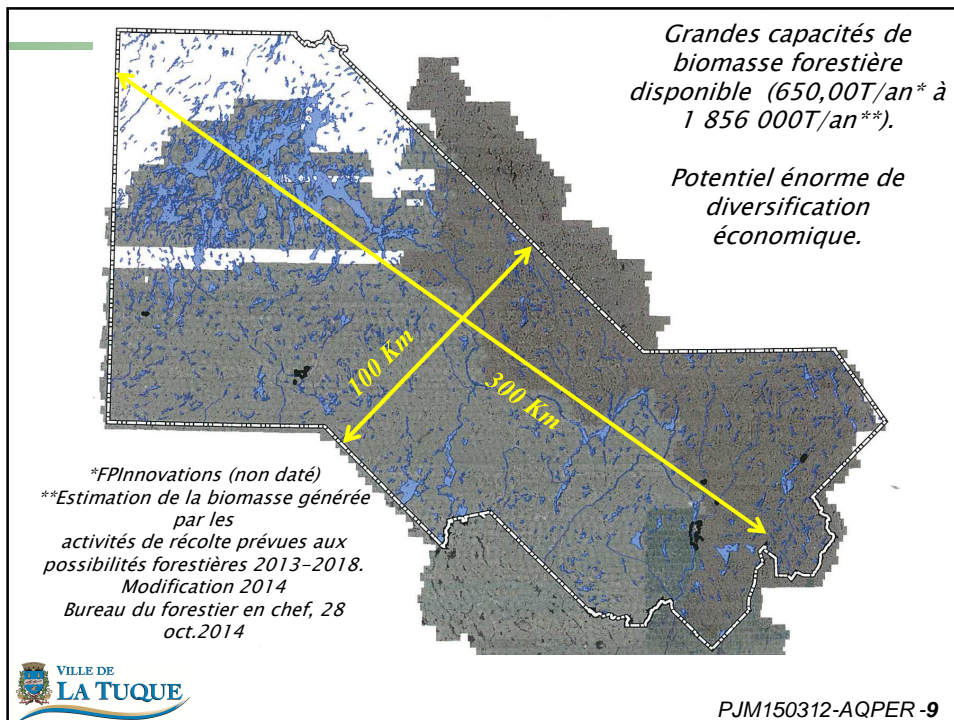 Grandes capacités de
biomasse forestière
disponible (650,00T/an* à
1 856 000T/an**).
Potentiel énorme de
diversification
économique.
100 Km
300 Km
*FPInnovations (non daté)
**Estimation de la biomasse générée
par les
activités de récolte prévues aux
possibilités forestières 2013-2018.
Modification 2014
Bureau du forestier en chef, 28
oct.2014
VILLE DE
LA TUQUE
PJM150312-AQPER -9